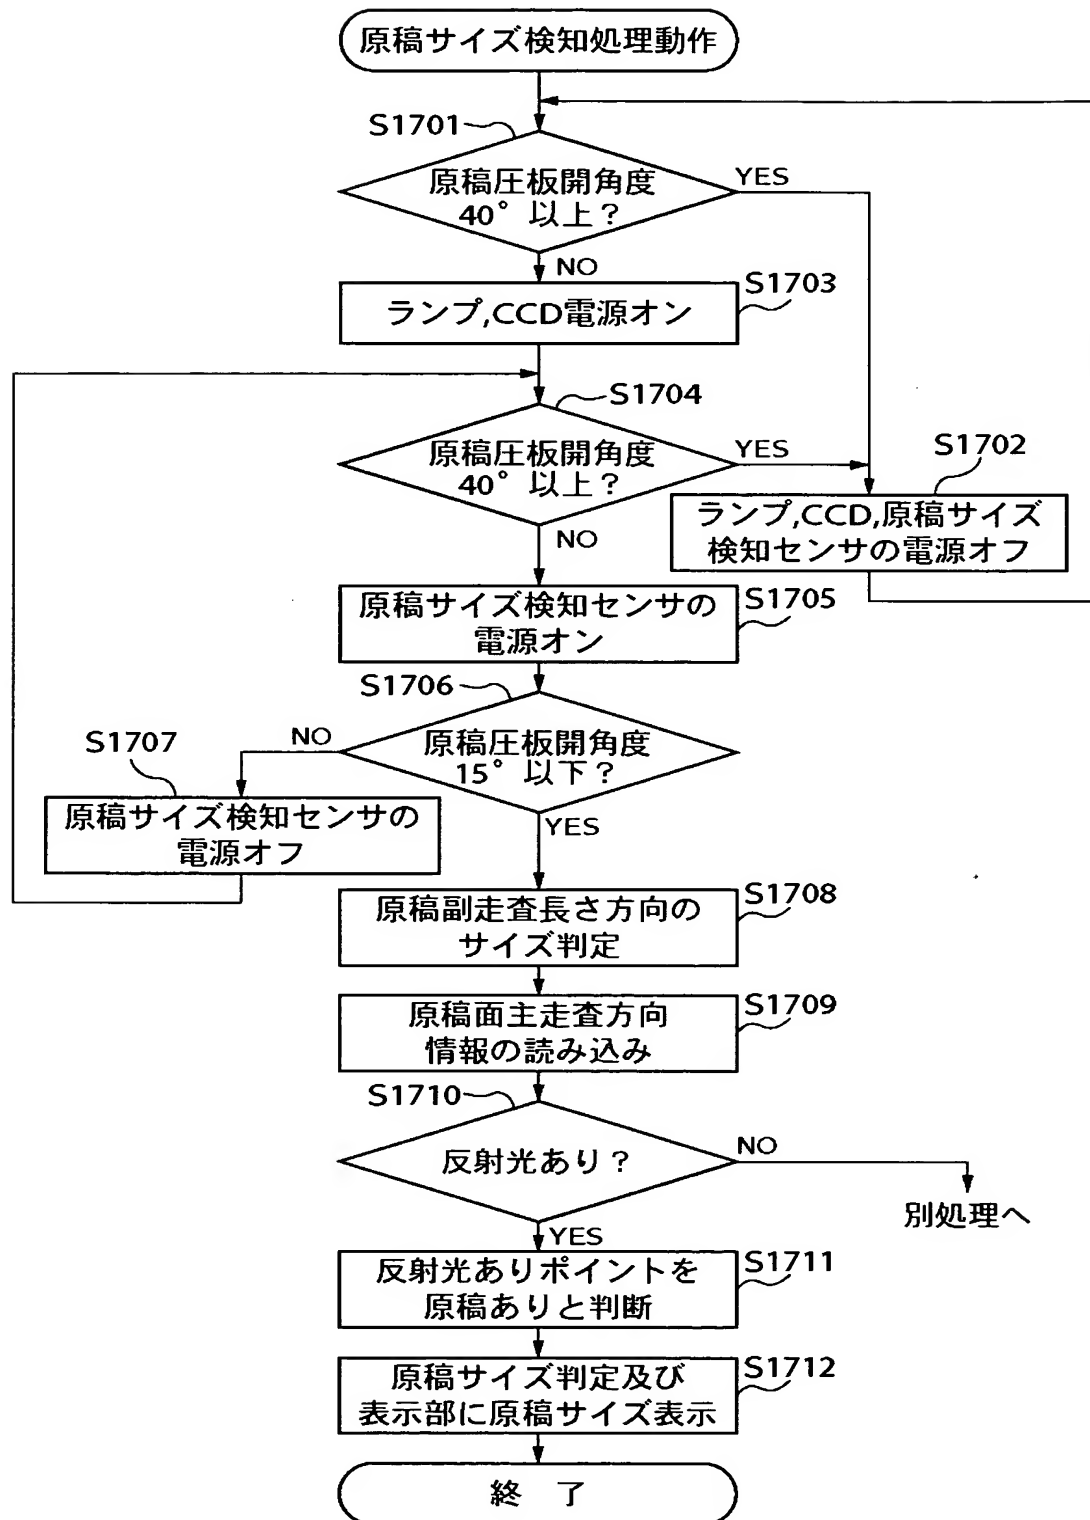 原稿サイズ検知処理動作
S1701
原稿圧板開角度
40°以上?
YES
NO
S1703
ランプ,CCD電源オン
S1704
原稿圧板開角度
40°以上?
YES
S1702
ランプ,CCD,原稿サイズ
検知センサの電源オフ
NO
S1705
原稿サイズ検知センサの
電源オン
S1706
原稿圧板開角度
15°以下?
NO
S1707
原稿サイズ検知センサの
電源オフ
YES
S1708
原稿副走査長さ方向の
サイズ判定
S1709
原稿面主走査方向
情報の読み込み
S1710
反射光あり?
NO
別処理へ
YES
S1711
反射光ありポイントを
原稿ありと判断
S1712
原稿サイズ判定及び
表示部に原稿サイズ表示
終 了